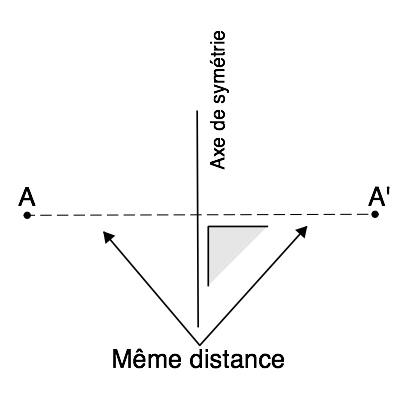 Axe de symétrie
A
A'
Même distance